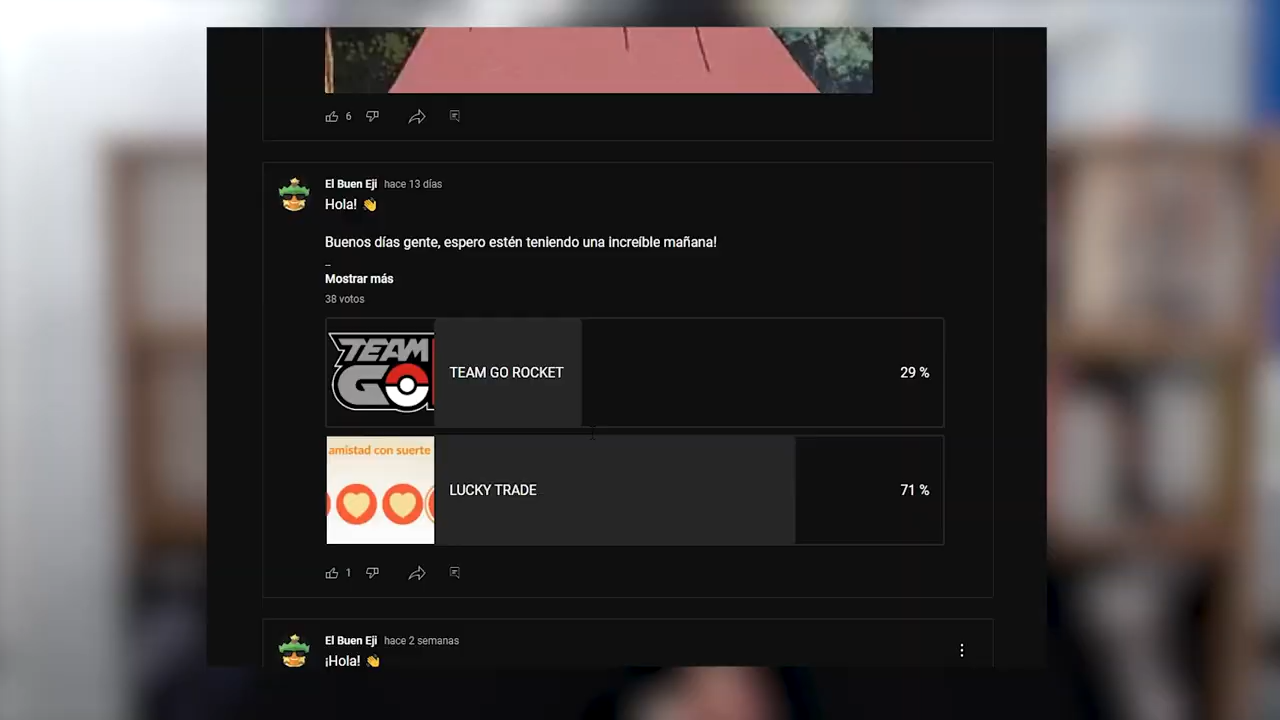 6
El Buen Eji hace 13 días
Hola! 👋
Buenos días gente, espero estén teniendo una increíble mañana!
--
Mostrar más
38 votos
TEAM
GO
TEAM GO ROCKET
29 %
amistad con suerte
LUCKY TRADE
71 %
1
El Buen Eji hace 2 semanas
¡Hola! 👋